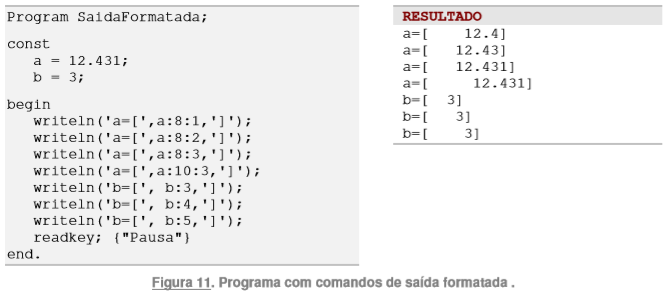 Program SaidaFormatada;
const
   a = 12.431;
   b = 3;
begin
   writeln('a=[',a:8:1,']');
   writeln('a=[',a:8:2,']');
   writeln('a=[',a:8:3,']');
   writeln('a=[',a:10:3,']');
   writeln('b=[', b:3,']');
   writeln('b=[', b:4,']');
   writeln('b=[', b:5,']');
   readkey; {"Pausa"}
end.
RESULTADO
a=[    12.4]
a=[   12.43]
a=[  12.431]
a=[    12.431]
b=[  3]
b=[   3]
b=[    3]
Figura 11. Programa com comandos de saída formatada .